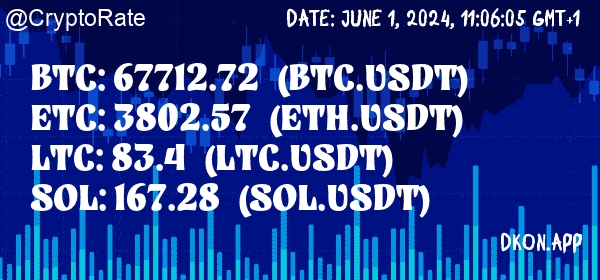 @CryptoRate
DATE: JUNE 1, 2024, 11:06:05 GMT+1
BTC: 67712.72 (BTC.USDT)
ETC: 3802.57 (ETH.USDT)
LTC: 83.4 (LTC.USDT)
SOL: 167.28 (SOL.USDT)
DKON.APP